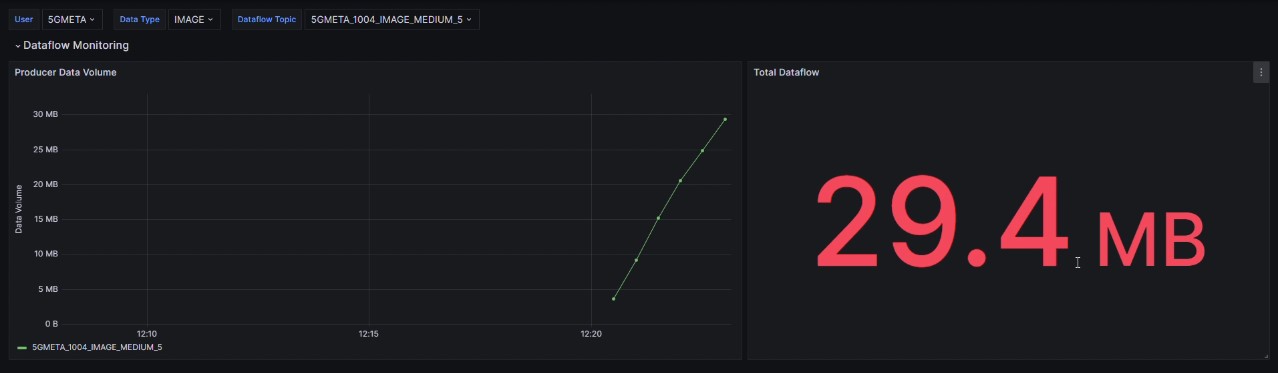 User 5GMETA Data Type IMAGE Dataflow Topic 5GMETA_1004_IMAGE_MEDIUM_5
Dataflow Monitoring
Producer Data Volume
30 MB
25 MB
20 MB
15 MB
10 MB
5 MB
0 B
Data Volume
12:10 12:15 12:20
5GMETA_1004_IMAGE_MEDIUM_5
Total Dataflow
29.4 MB